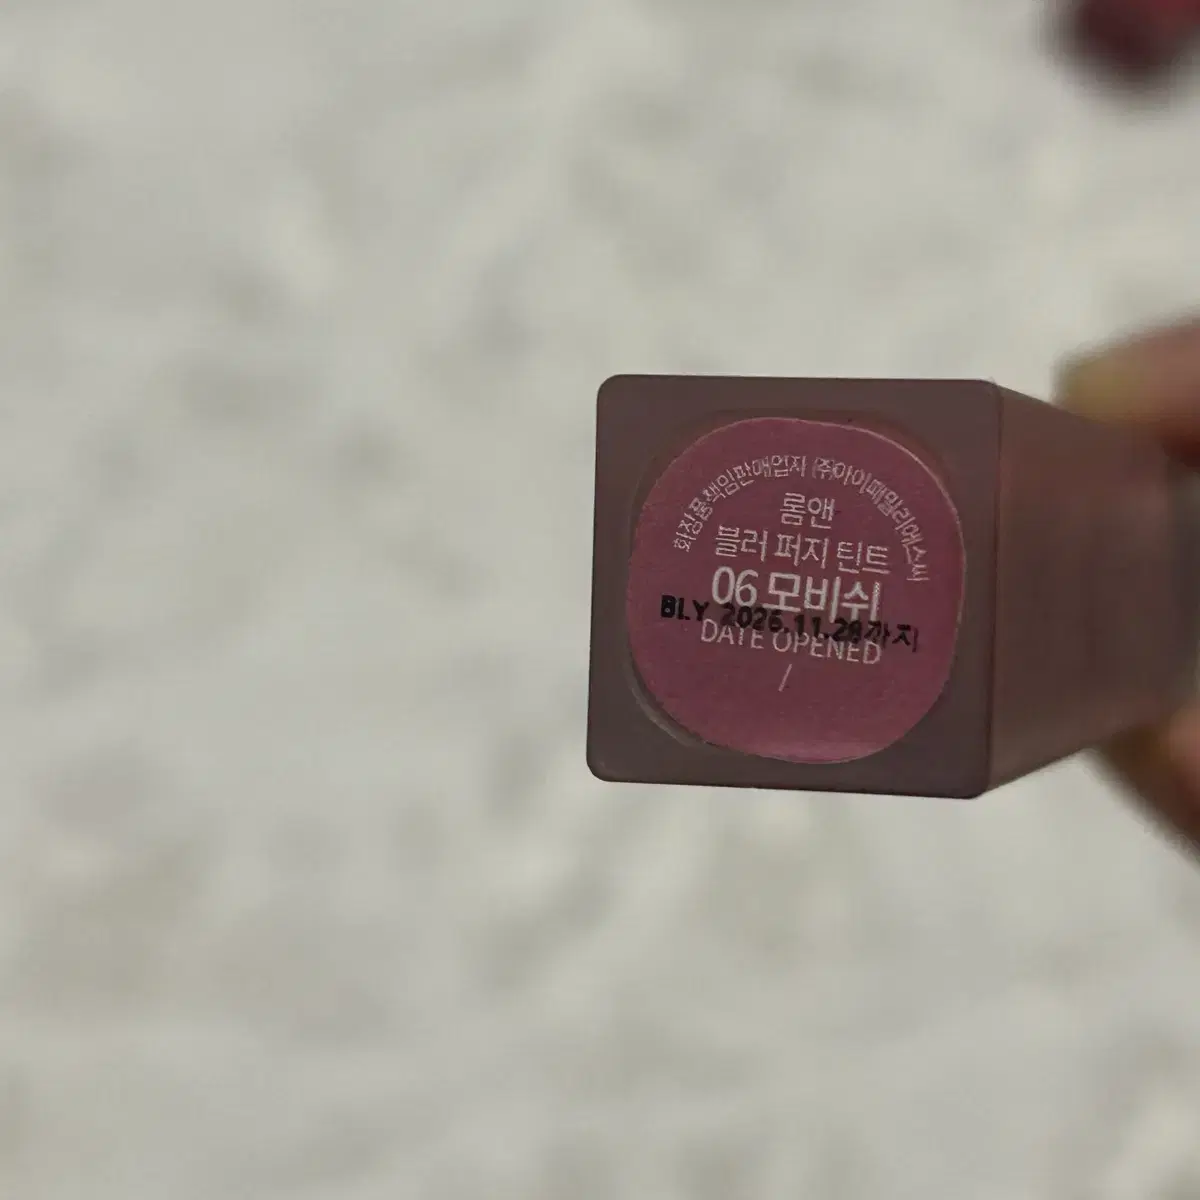 화장품책임판매업자 (주)아이패밀리에스씨
롬앤
블러 퍼지 틴트
06 모비쉬
BLY 2026.11.28까지
DATE OPENED
/